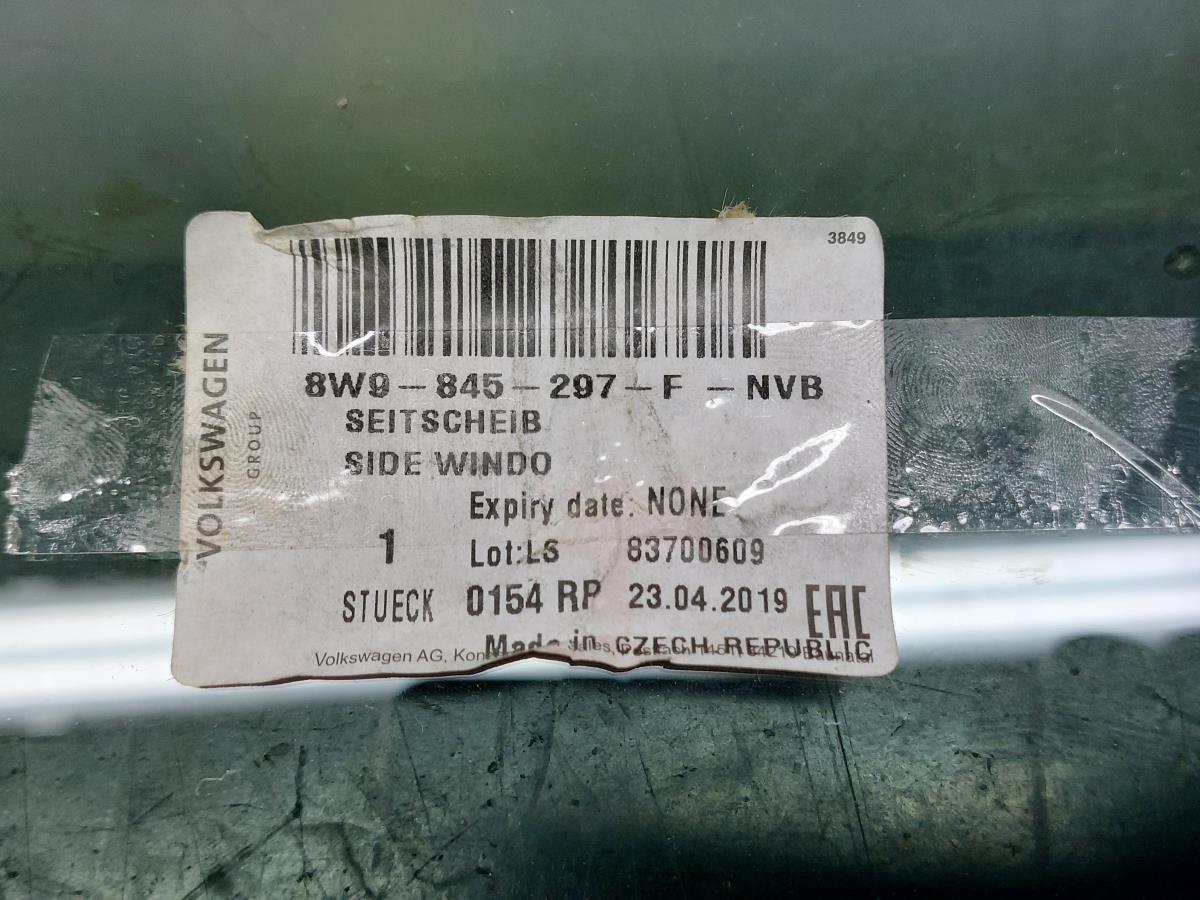 3849
VOLKSWAGEN
GROUP
8W9-845-297-F-NVB
SEITSCHEIB
SIDE WINDO
Expiry date: NONE
1 Lot:LS 83700609
STUECK 0154 RP 23.04.2019 EAC
Made in CZECH REPUBLIC
Volkswagen AG,